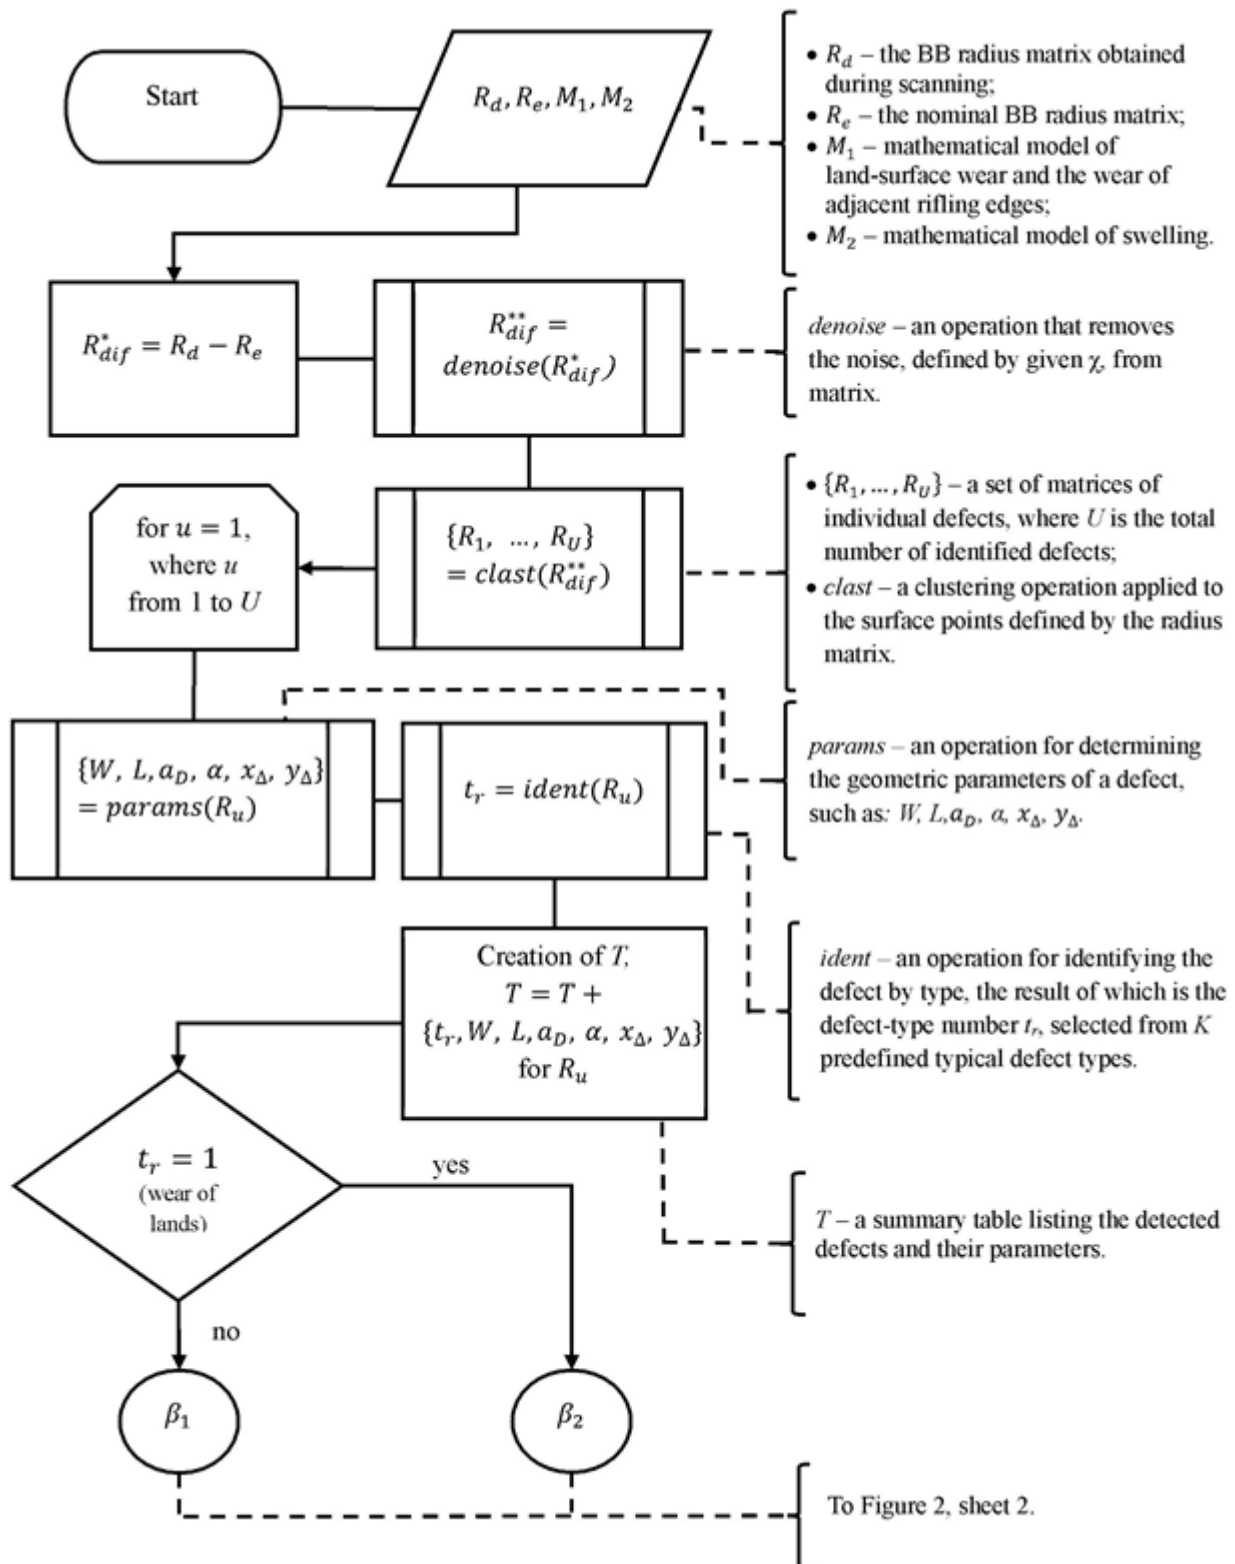 Start
R_d, R_e, M_1, M_2
• R_d – the BB radius matrix obtained
during scanning;
• R_e – the nominal BB radius matrix;
• M_1 – mathematical model of
land-surface wear and the wear of
adjacent rifling edges;
• M_2 – mathematical model of swelling.
R*_dif = R_d − R_e
R**_dif =
denoise(R*_dif)
denoise – an operation that removes
the noise, defined by given χ, from
matrix.
for u = 1,
where u
from 1 to U
{R_1, …, R_U}
= clast(R**_dif)
• {R_1, …, R_U} – a set of matrices of
individual defects, where U is the total
number of identified defects;
• clast – a clustering operation applied to
the surface points defined by the radius
matrix.
{W, L, a_D, α, x_Δ, y_Δ}
= params(R_u)
t_r = ident(R_u)
params – an operation for determining
the geometric parameters of a defect,
such as: W, L, a_D, α, x_Δ, y_Δ.
Creation of T,
T = T +
{t_r, W, L, a_D, α, x_Δ, y_Δ}
for R_u
ident – an operation for identifying the
defect by type, the result of which is the
defect-type number t_r, selected from K
predefined typical defect types.
t_r = 1
(wear of
lands)
yes
no
T – a summary table listing the detected
defects and their parameters.
β_1
β_2
To Figure 2, sheet 2.